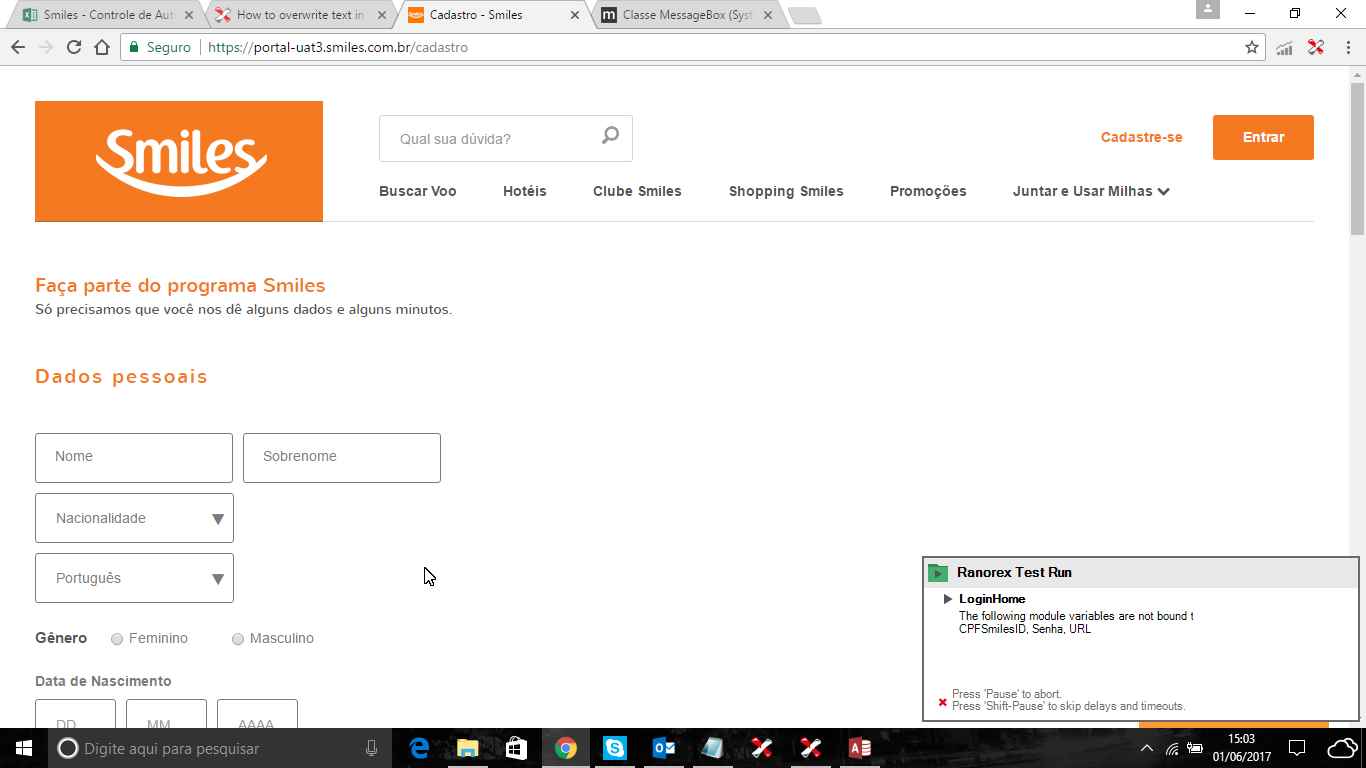 Smiles - Controle de Aut
How to overwrite text in
Cadastro - Smiles
Classe MessageBox (Syst
Seguro
https://portal-uat3.smiles.com.br/cadastro
Smiles
Qual sua dúvida?
Cadastre-se
Entrar
Buscar Voo
Hotéis
Clube Smiles
Shopping Smiles
Promoções
Juntar e Usar Milhas
Faça parte do programa Smiles
Só precisamos que você nos dê alguns dados e alguns minutos.
Dados pessoais
Nome
Sobrenome
Nacionalidade
Português
Gênero
Feminino
Masculino
Data de Nascimento
DD
MM
AAAA
Ranorex Test Run
LoginHome
The following module variables are not bound t
CPFSmilesID, Senha, URL
Press 'Pause' to abort.
Press 'Shift-Pause' to skip delays and timeouts.
Digite aqui para pesquisar
15:03
01/06/2017